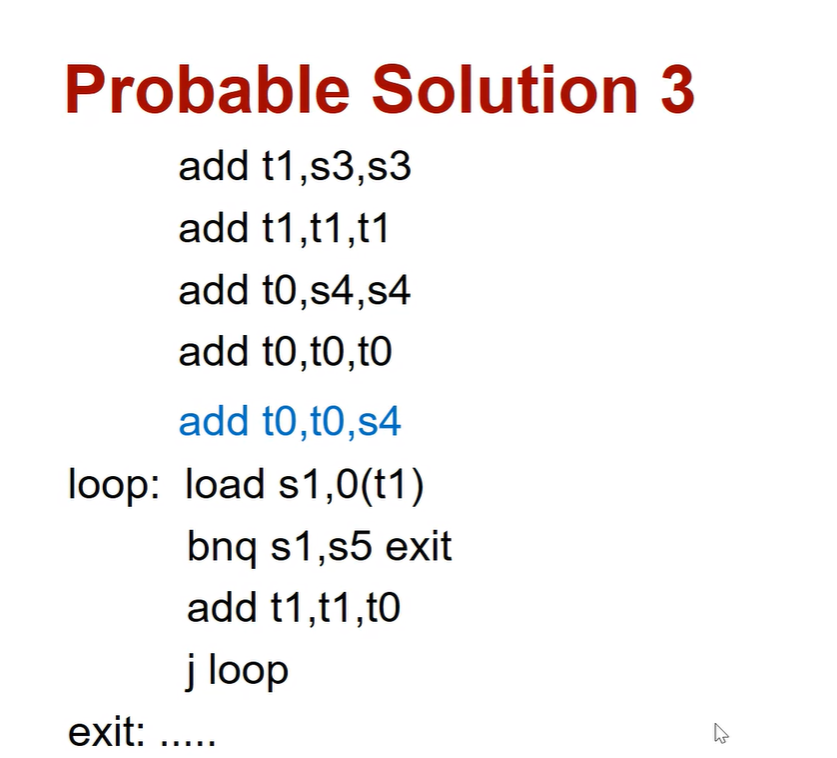 Probable Solution 3
add t1,s3,s3
add t1,t1,t1
add t0,s4,s4
add t0,t0,t0
add t0,t0,s4
loop: load s1,0(t1)
bnq s1,s5 exit
add t1,t1,t0
j loop
exit: .....